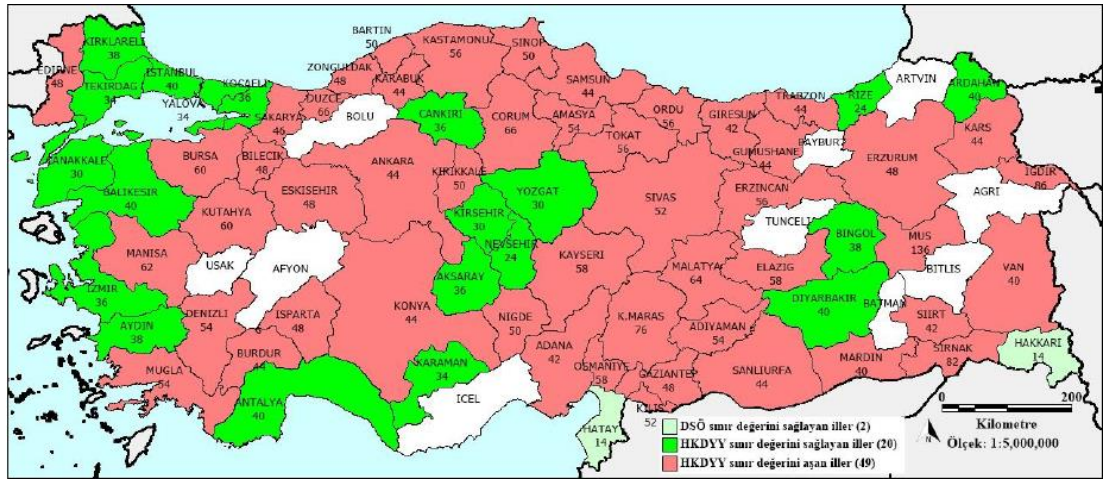 BARTIN
50
KASTAMONU
56
SINOP
50
KIRKLARELI
38
EDIRNE
48
ISTANBUL
40
KOCAELI
36
ZONGULDAK
48
KARABUK
44
SAMSUN
44
TRABZON
44
RIZE
24
ARTVIN
ARDAHAN
40
TEKIRDAG
34
YALOVA
34
SAKARYA
46
DUZCE
66
BOLU
CANKIRI
36
CORUM
66
AMASYA
54
ORDU
56
GIRESUN
42
KARS
44
TOKAT
56
GUMUSHANE
44
BAYBURT
ERZURUM
48
IGDIR
86
CANAKKALE
30
BURSA
60
BILECIK
48
ANKARA
44
KIRIKKALE
50
BALIKESIR
40
ESKISEHIR
48
YOZGAT
30
SIVAS
52
ERZINCAN
56
AGRI
KUTAHYA
60
KIRSEHIR
30
TUNCELI
BINGOL
38
MUS
136
MANISA
62
USAK
AFYON
NEVSEHIR
24
KAYSERI
58
MALATYA
64
ELAZIG
58
BITLIS
VAN
40
IZMIR
36
AKSARAY
36
DIYARBAKIR
40
BATMAN
DENIZLI
54
ISPARTA
48
KONYA
44
NIGDE
50
K.MARAS
76
ADIYAMAN
54
SIIRT
42
AYDIN
38
HAKKARI
14
BURDUR
44
ADANA
42
SIRNAK
82
MUGLA
54
KARAMAN
34
OSMANIYE
58
GAZIANTEP
48
SANLIURFA
44
MARDIN
40
ANTALYA
40
ICEL
KILIS
52
HATAY
14
0
200
Kilometre
Ölçek: 1:5,000,000
DSÖ sınır değerini sağlayan iller (2)
HKDYY sınır değerini sağlayan iller (20)
HKDYY sınır değerini aşan iller (49)